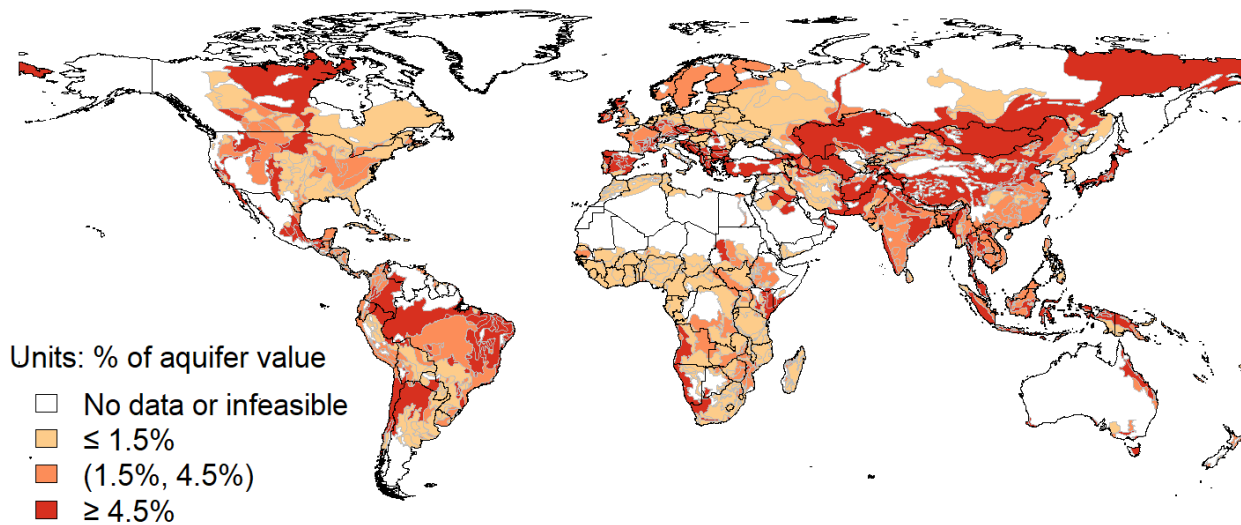 Units: % of aquifer value
No data or infeasible
≤ 1.5%
(1.5%, 4.5%)
≥ 4.5%